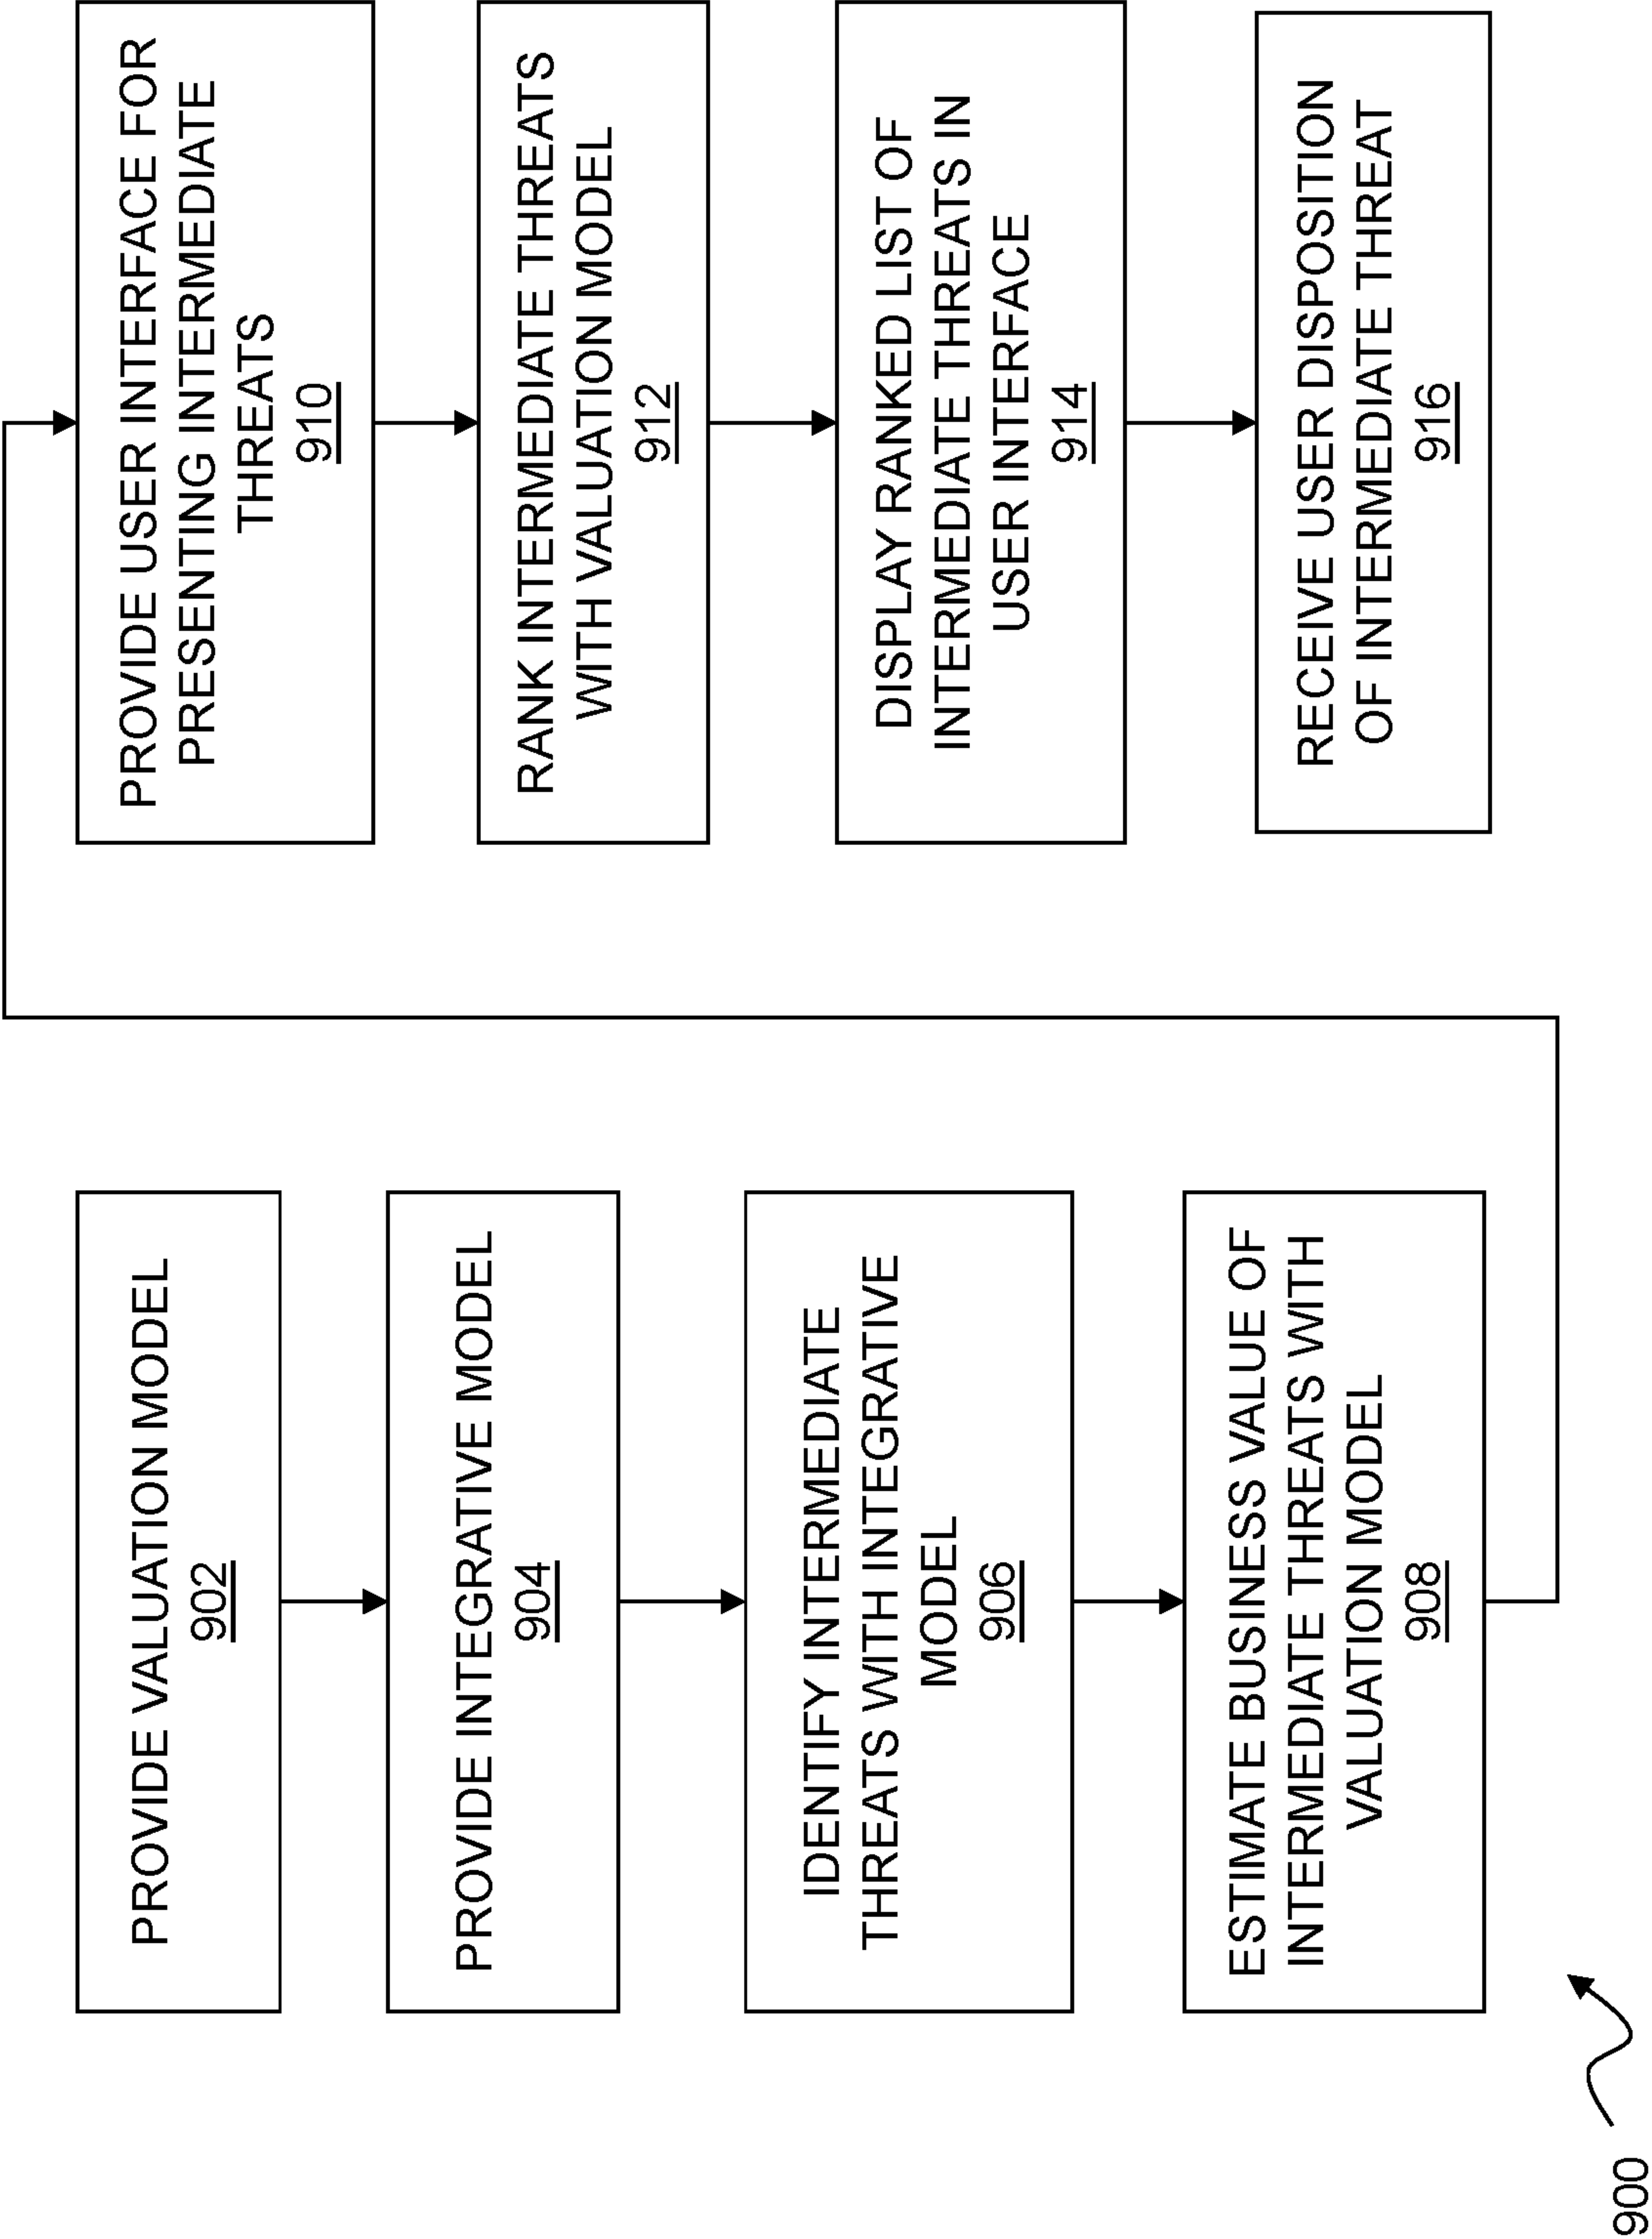 PROVIDE VALUATION MODEL
902
PROVIDE INTEGRATIVE MODEL
904
IDENTIFY INTERMEDIATE
THREATS WITH INTEGRATIVE
MODEL
906
ESTIMATE BUSINESS VALUE OF
INTERMEDIATE THREATS WITH
VALUATION MODEL
908
PROVIDE USER INTERFACE FOR
PRESENTING INTERMEDIATE
THREATS
910
RANK INTERMEDIATE THREATS
WITH VALUATION MODEL
912
DISPLAY RANKED LIST OF
INTERMEDIATE THREATS IN
USER INTERFACE
914
RECEIVE USER DISPOSITION
OF INTERMEDIATE THREAT
916
900